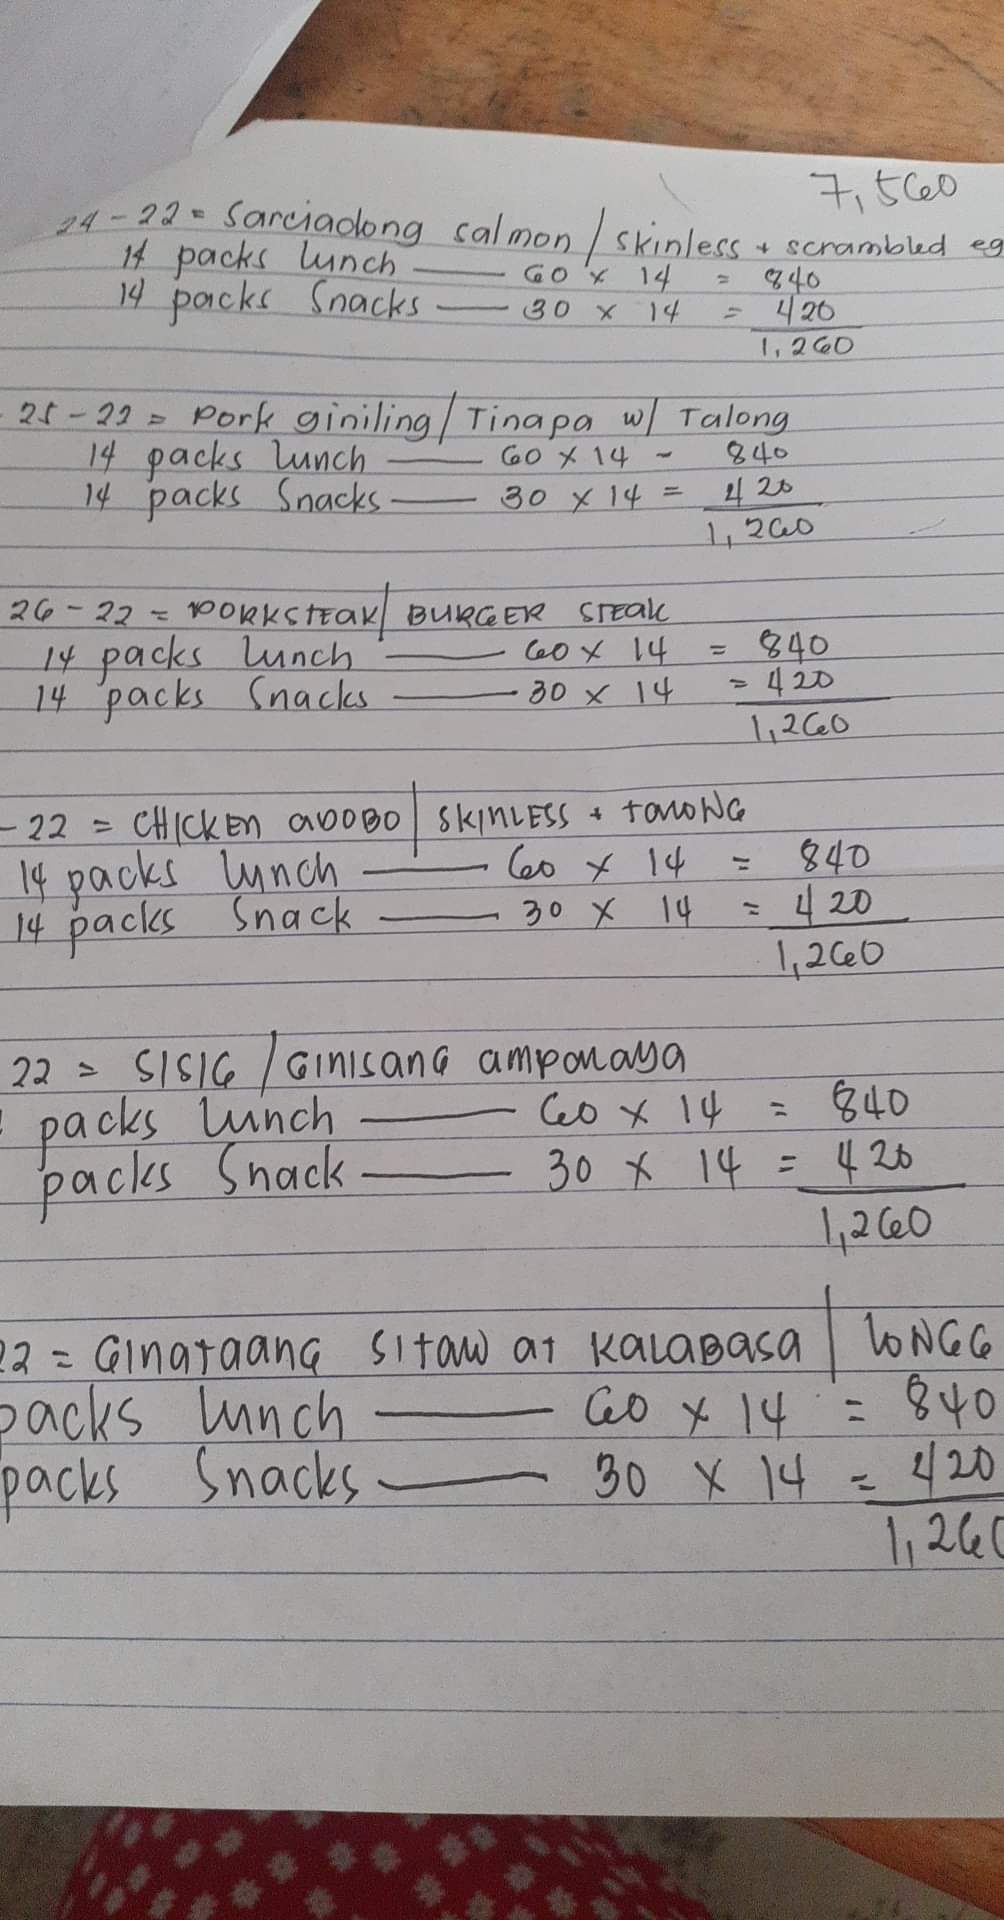 7,560
24-22 = Sarciadong salmon / skinless + scrambled eg
14 packs lunch — 60 x 14 = 840
14 packs Snacks — 30 x 14 = 420
1,260
25-22 = Pork giniling / Tinapa w/ Talong
14 packs lunch — 60 x 14 - 840
14 packs Snacks — 30 x 14 = 420
1,260
26-22 = PORKSTEAK / BURGER STEAK
14 packs lunch — 60 x 14 = 840
14 packs Snacks — 30 x 14 = 420
1,260
-22 = CHICKEN ADOBO / SKINLESS + TALONG
14 packs lunch — 60 x 14 = 840
14 packs Snack — 30 x 14 = 420
1,260
22 = SISIG / GINISANG AMPALAYA
packs lunch — 60 x 14 = 840
packs Snack — 30 x 14 = 420
1,260
22 = GINATAANG SITAW AT KALABASA / LONGG
packs lunch — 60 x 14 = 840
packs Snacks — 30 x 14 = 420
1,260